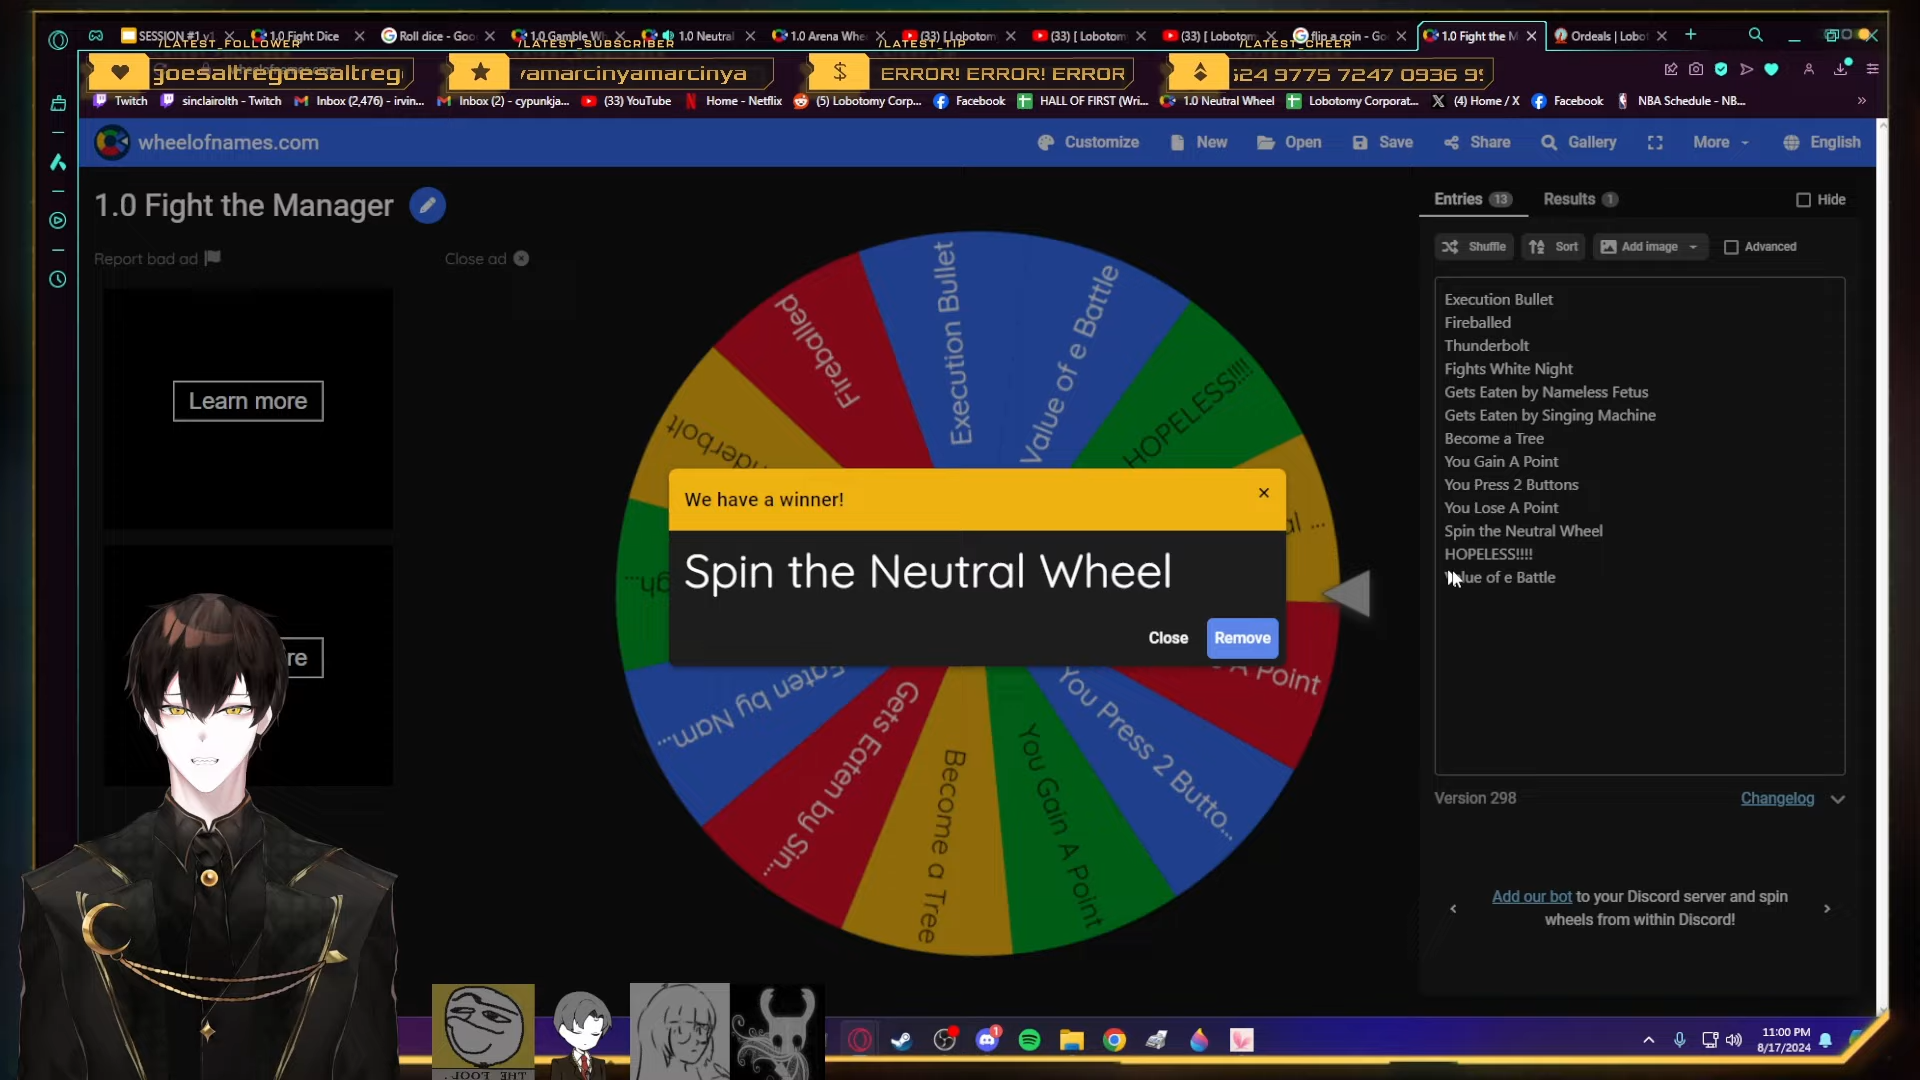 SESSION #1 v
1.0 Fight Dice
Roll dice - Goo
1.0 Gamble W
1.0 Neutral
1.0 Arena Whe
(33) [ Lobotom
(33) [ Lobotom
(33) [ Lobotom
flip a coin - Go
1.0 Fight the M
Ordeals | Lobo
/LATEST_FOLLOWER
/LATEST_SUBSCRIBER
/LATEST_TIP
/LATEST_CHEER
goesaltregoesaltreg
amarcinyamarcinya
ERROR! ERROR! ERROR
524 9775 7247 0936 9
Twitch
sinclairolth - Twitch
Inbox (2,476) - irvin...
Inbox (2) - cypunkja...
(33) YouTube
Home - Netflix
(5) Lobotomy Corp...
Facebook
HALL OF FIRST (Wri...
1.0 Neutral Wheel
Lobotomy Corporat...
(4) Home / X
Facebook
NBA Schedule - NB...
wheelofnames.com
Customize
New
Open
Save
Share
Gallery
More
English
1.0 Fight the Manager
Report bad ad
Close ad
Learn more
re
Fireballed
Execution Bullet
Value of e Battle
HOPELESS!!!!
nderbolt
al ...
...gh
Eaten by Nam...
Gets Eaten by Sin...
Become a Tree
You Gain A Point
You Press 2 Butto...
A Point
We have a winner!
Spin the Neutral Wheel
Close
Remove
Entries 13
Results 1
Hide
Shuffle
Sort
Add image
Advanced
Execution Bullet
Fireballed
Thunderbolt
Fights White Night
Gets Eaten by Nameless Fetus
Gets Eaten by Singing Machine
Become a Tree
You Gain A Point
You Press 2 Buttons
You Lose A Point
Spin the Neutral Wheel
HOPELESS!!!!
Value of e Battle
Version 298
Changelog
Add our bot to your Discord server and spin
wheels from within Discord!
THE FOOL.
1
11:00 PM
8/17/2024